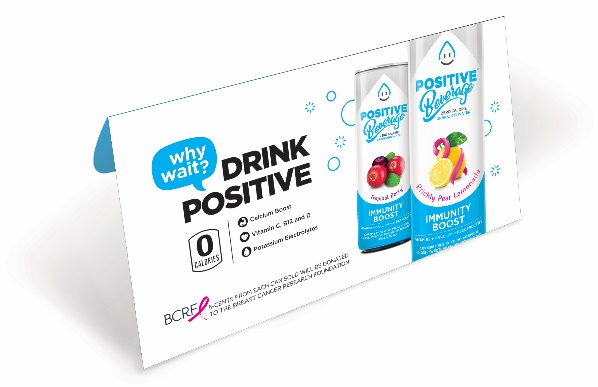 why
wait?
DRINK
POSITIVE
0
CALORIES
Calcium Boost
Vitamin C, B12 and D
Potassium Electrolytes
BCRF
5-CENTS FROM EACH CAN SOLD WILL BE DONATED
TO THE BREAST CANCER RESEARCH FOUNDATION
POSITIVE
Beverage
Tropical Berry
IMMUNITY
BOOST
POSITIVE
Beverage
Prickly Pear Lemonade
IMMUNITY
BOOST